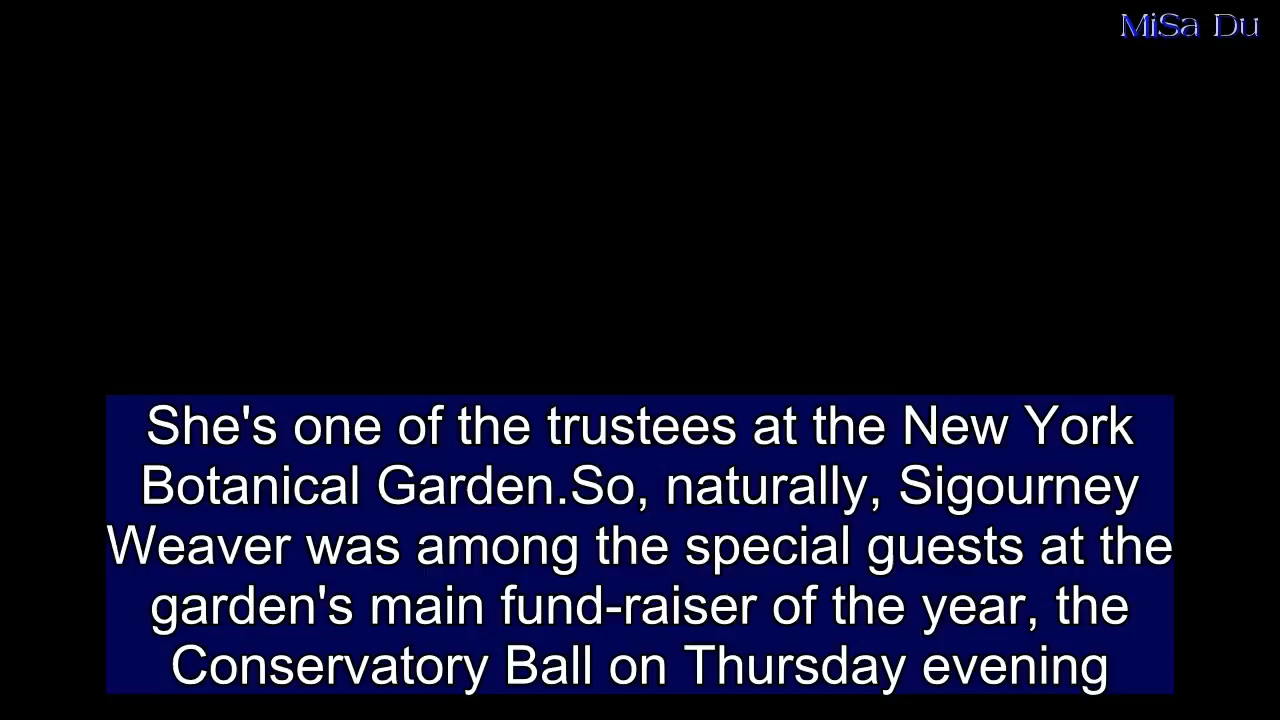 MiSa Du
She's one of the trustees at the New York
Botanical Garden.So, naturally, Sigourney
Weaver was among the special guests at the
garden's main fund-raiser of the year, the
Conservatory Ball on Thursday evening